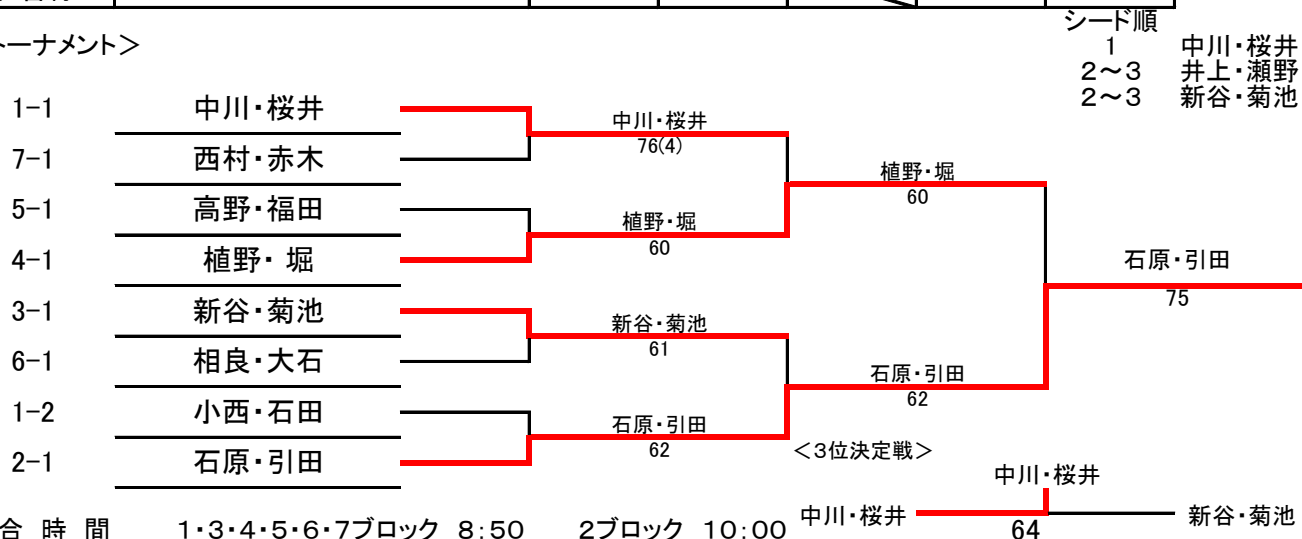 シード順
トーナメント＞
1 中川・桜井
2～3 井上・瀬野
2～3 新谷・菊池
1-1 中川・桜井
中川・桜井
76(4)
7-1 西村・赤木
植野・堀
60
5-1 高野・福田
植野・堀
60
4-1 植野・ 堀
石原・引田
75
3-1 新谷・菊池
新谷・菊池
61
6-1 相良・大石
石原・引田
62
1-2 小西・石田
石原・引田
62
＜3位決定戦＞
2-1 石原・引田
中川・桜井
中川・桜井 64 新谷・菊池
合 時 間 1・3・4・5・6・7ブロック 8:50 2ブロック 10:00